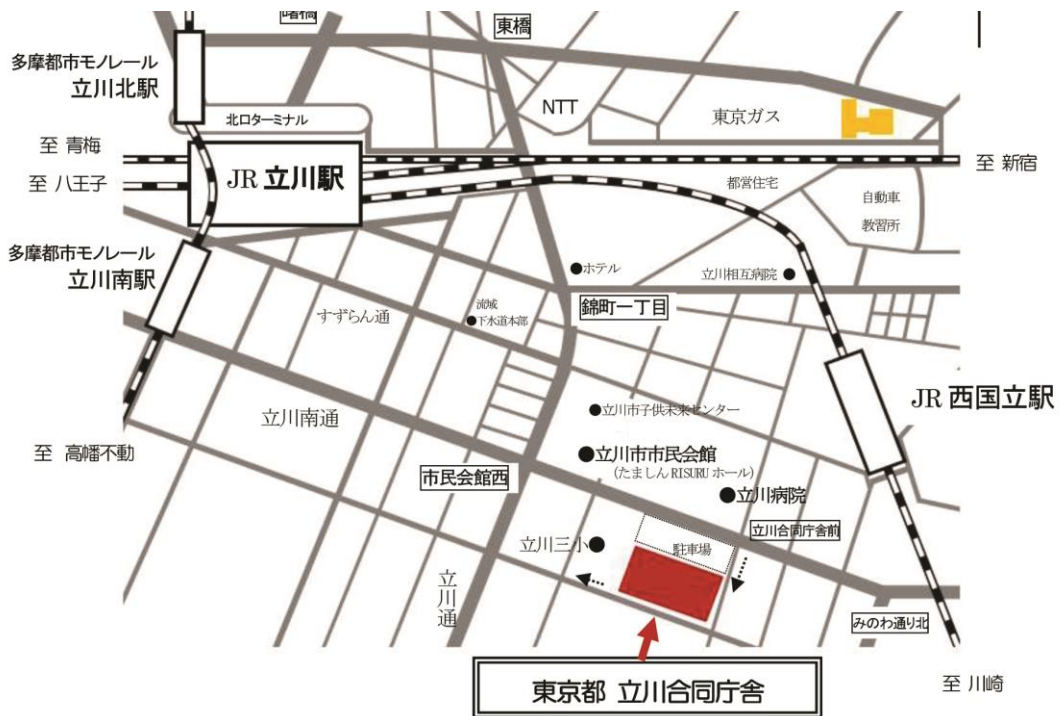 曙橋
東橋
多摩都市モノレール
立川北駅
NTT
東京ガス
北口ターミナル
至 青梅
至 八王子
JR 立川駅
至 新宿
都営住宅
自動車
教習所
多摩都市モノレール
立川南駅
ホテル
立川相互病院
流域
下水道本部
すずらん通
錦町一丁目
JR 西国立駅
立川南通
立川市子供未来センター
至 高幡不動
立川市市民会館
(たましんRISURUホール)
市民会館西
立川病院
立川合同庁舎前
立川三小
駐車場
立川通
みのわ通り北
至 川崎
東京都 立川合同庁舎